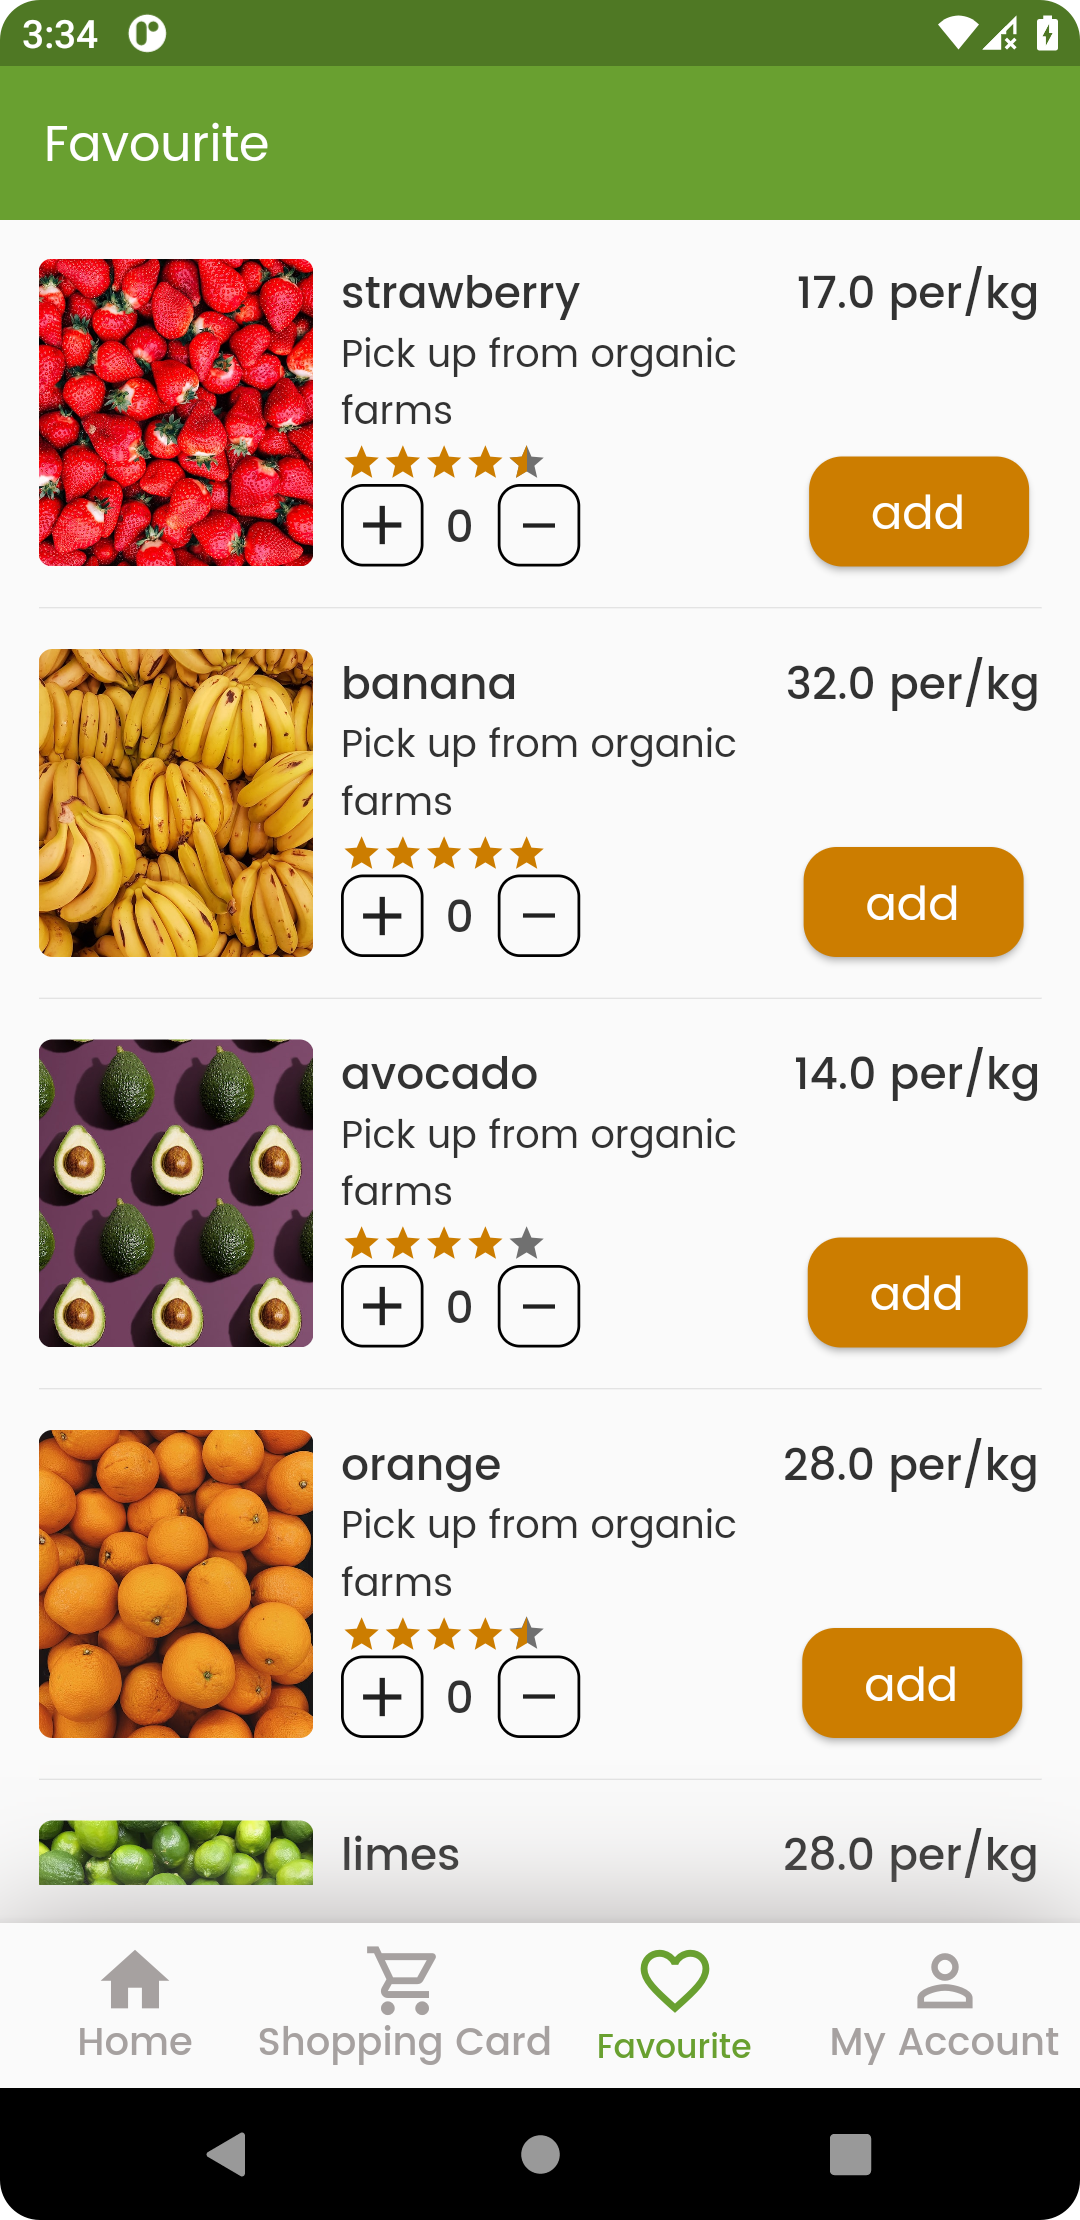 3:34
Favourite
strawberry 17.0 per/kg
Pick up from organic
farms
0
add
banana 32.0 per/kg
Pick up from organic
farms
0
add
avocado 14.0 per/kg
Pick up from organic
farms
0
add
orange 28.0 per/kg
Pick up from organic
farms
0
add
limes 28.0 per/kg
Home Shopping Card Favourite My Account